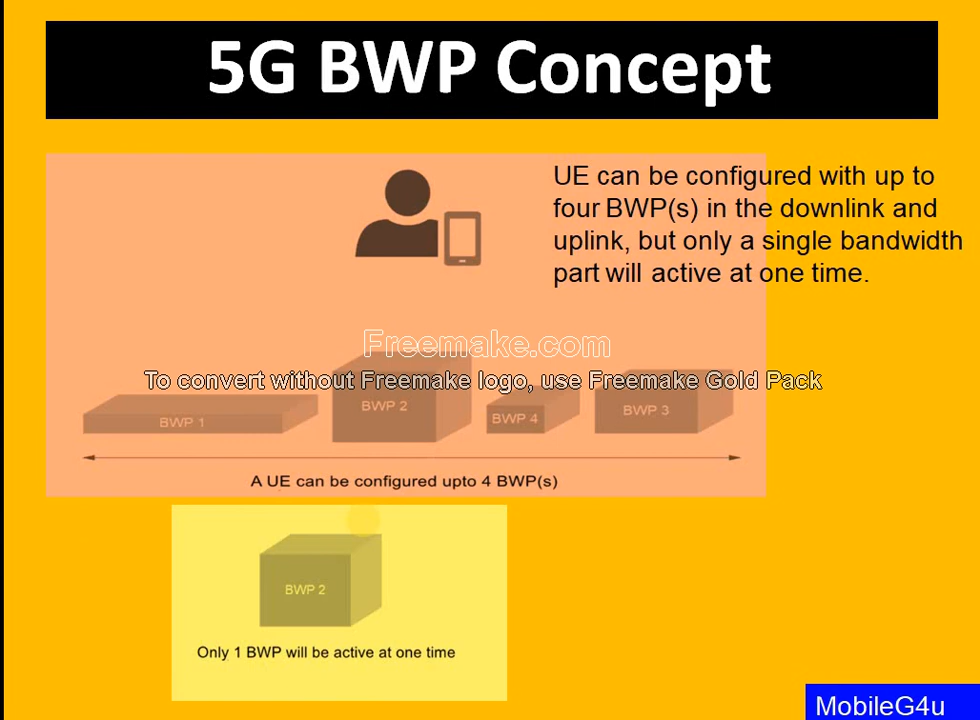 5G BWP Concept
UE can be configured with up to
four BWP(s) in the downlink and
uplink, but only a single bandwidth
part will active at one time.
Freemake.com
To convert without Freemake logo, use Freemake Gold Pack
BWP 1
BWP 2
BWP 4
BWP 3
A UE can be configured upto 4 BWP(s)
BWP 2
Only 1 BWP will be active at one time
MobileG4u